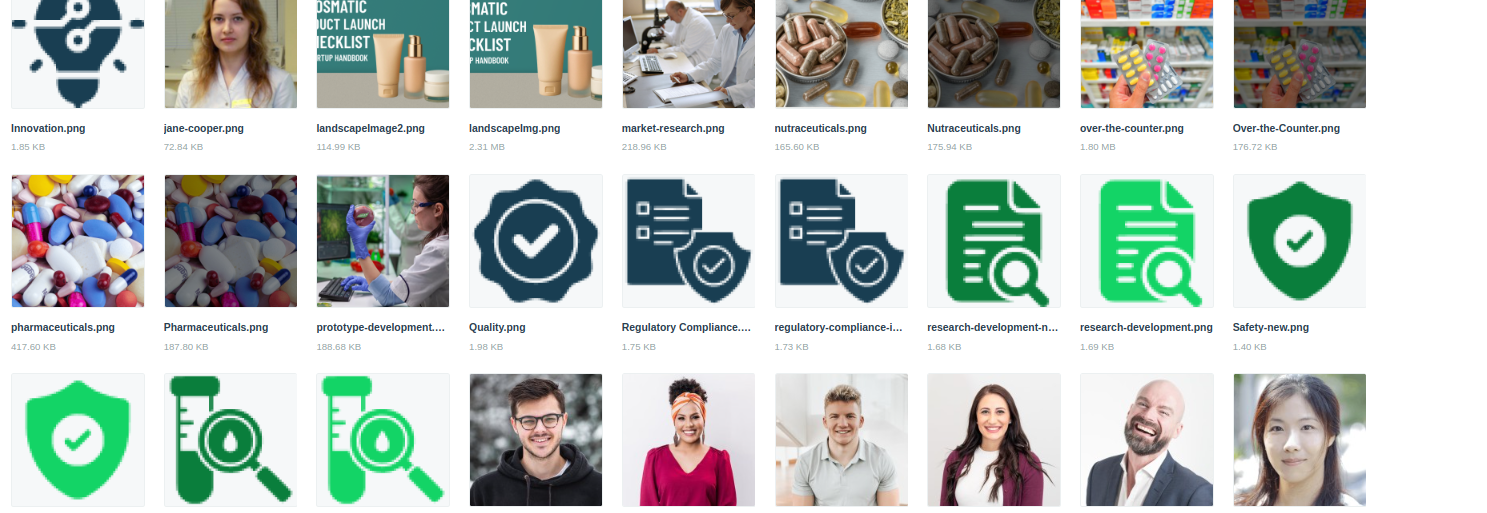 OSMATIC
DUCT LAUNCH
HECKLIST
RTUP HANDBOOK
MATIC
CT LAUNCH
CKLIST
UP HANDBOOK
Innovation.png
jane-cooper.png
landscapeImage2.png
landscapeImg.png
market-research.png
nutraceuticals.png
Nutraceuticals.png
over-the-counter.png
Over-the-Counter.png
1.85 KB
72.84 KB
114.99 KB
2.31 MB
218.96 KB
165.60 KB
175.94 KB
1.80 MB
176.72 KB
pharmaceuticals.png
Pharmaceuticals.png
prototype-development....
Quality.png
Regulatory Compliance....
regulatory-compliance-i...
research-development-n...
research-development.png
Safety-new.png
417.60 KB
187.80 KB
188.68 KB
1.98 KB
1.75 KB
1.73 KB
1.68 KB
1.69 KB
1.40 KB